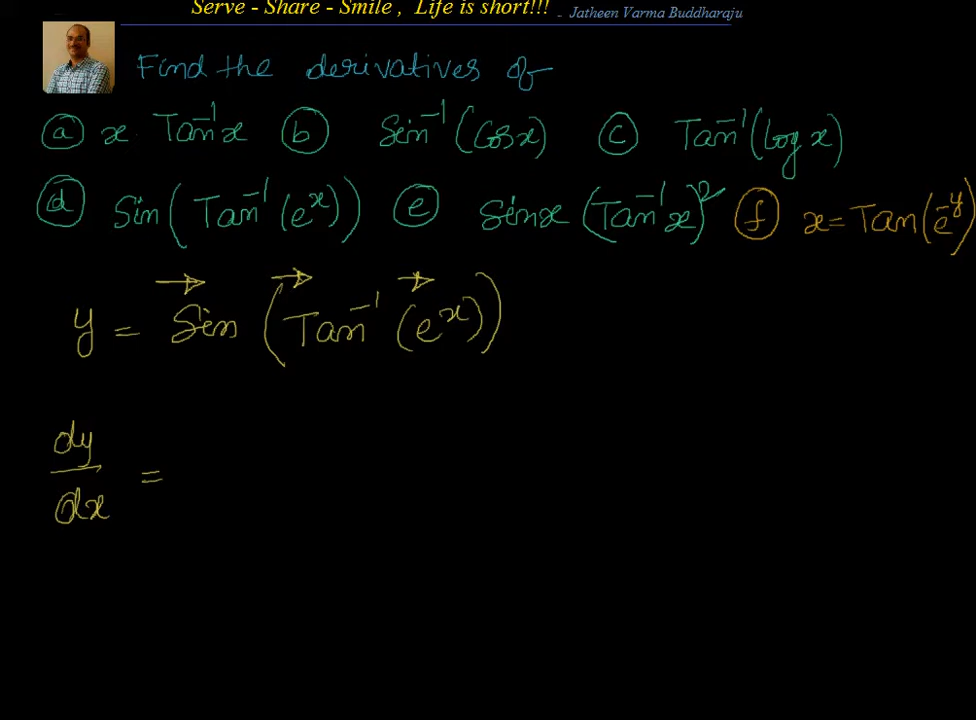 Serve - Share - Smile , Life is short!!! - Jatheen Varma Buddharaju
Find the derivatives of
ⓐ x Tan⁻¹x ⓑ Sin⁻¹(Cosx) ⓒ Tan⁻¹(log x)
ⓓ Sin(Tan⁻¹(eˣ)) ⓔ Sinx (Tan⁻¹x)² ⓕ x= Tan(e⁻ʸ)
y = Sin (Tan⁻¹ (eˣ))
dy/dx =